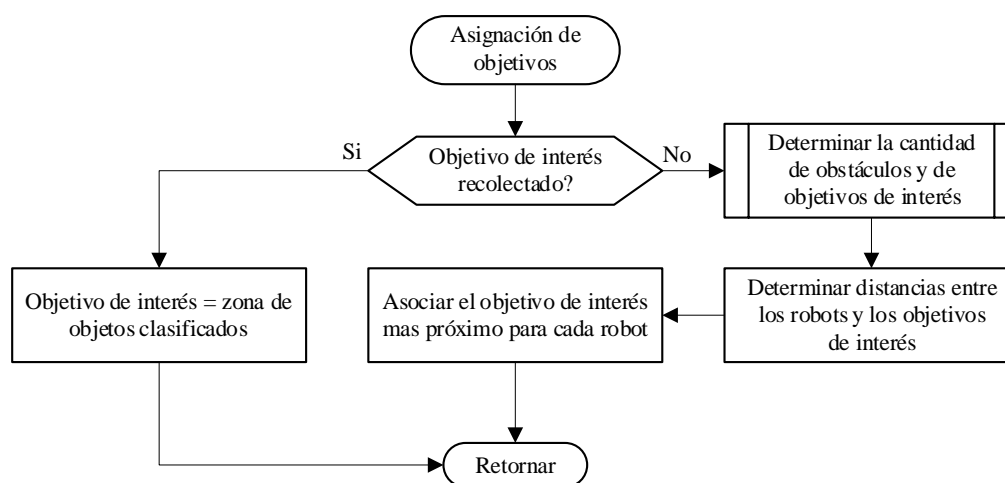 Asignación de
objetivos
Si
Objetivo de interés
recolectado?
No
Determinar la cantidad
de obstáculos y de
objetivos de interés
Objetivo de interés = zona de
objetos clasificados
Asociar el objetivo de interés
mas próximo para cada robot
Determinar distancias entre
los robots y los objetivos
de interés
Retornar